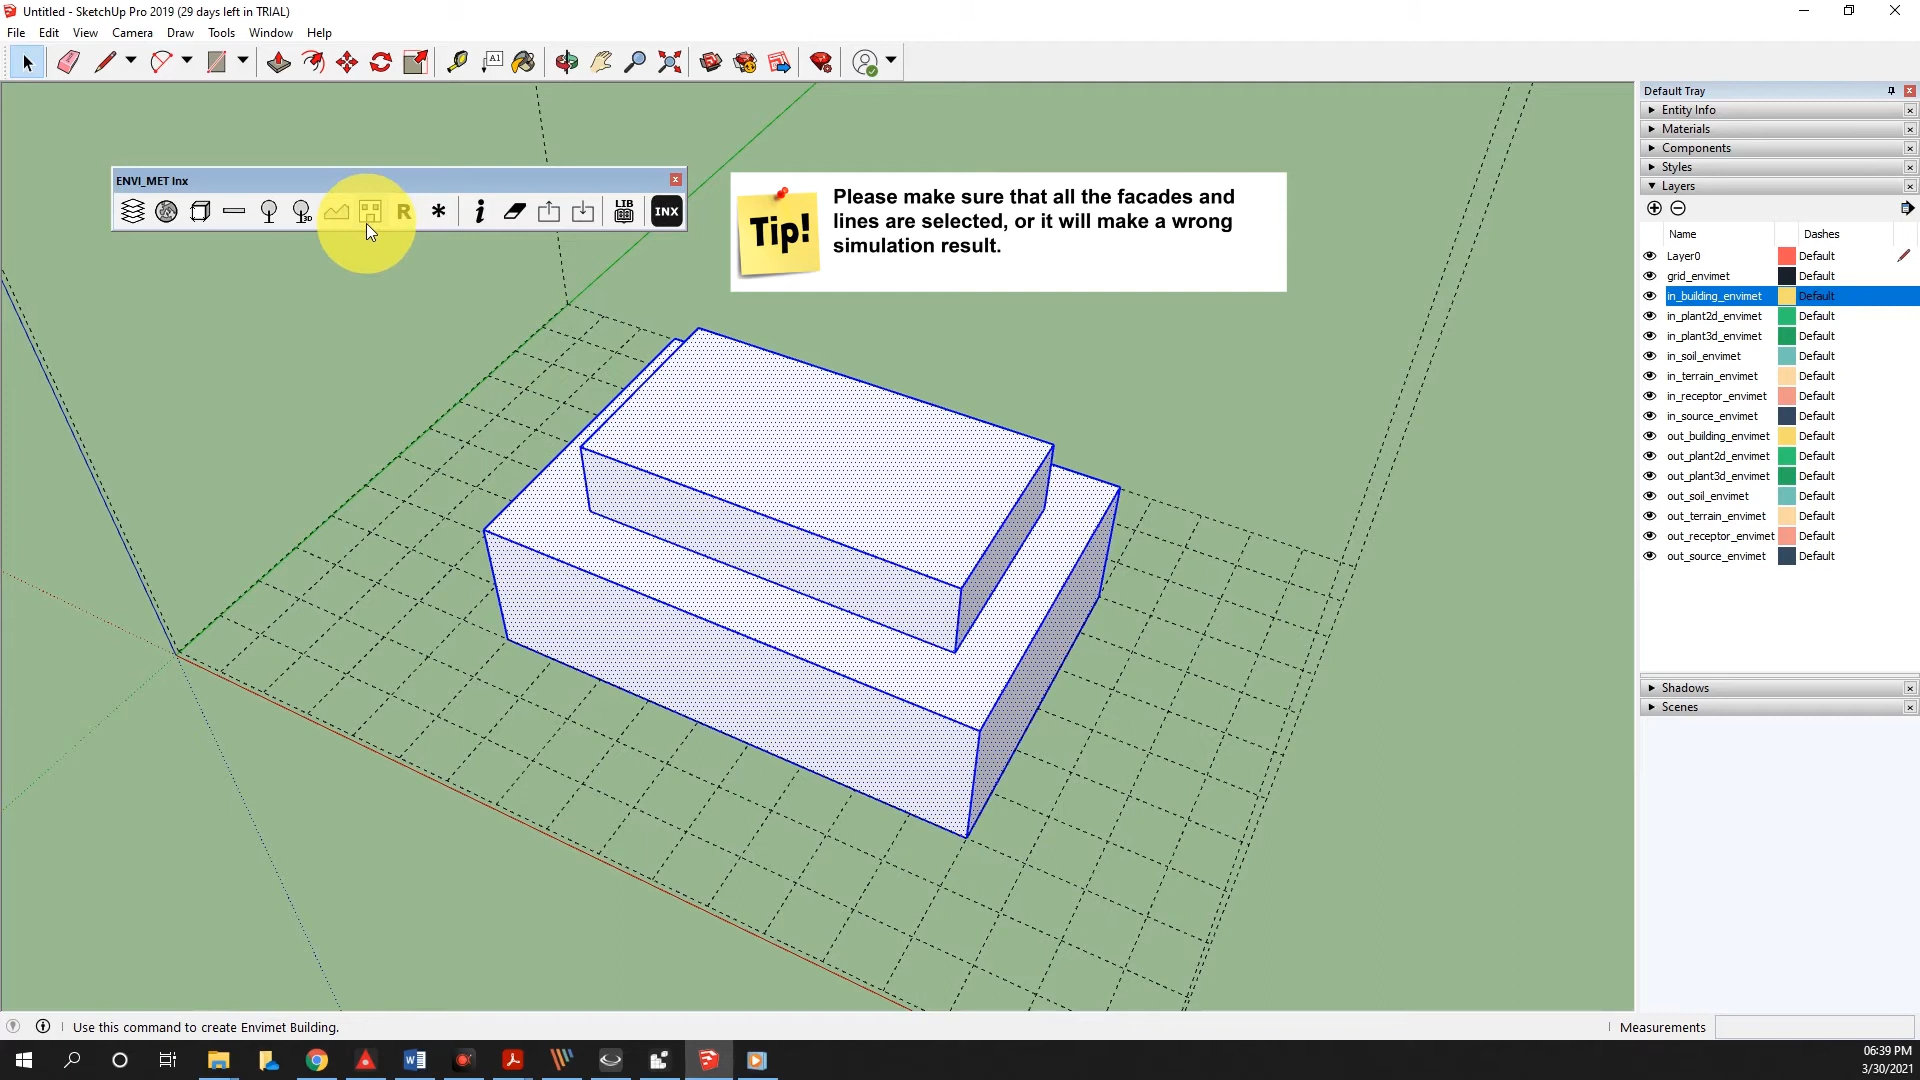 Untitled - SketchUp Pro 2019 (29 days left in TRIAL)
File Edit View Camera Draw Tools Window Help
A1
Default Tray
Entity Info
Materials
Components
Styles
Layers
Name Dashes
Layer0 Default
grid_envimet Default
in_building_envimet Default
in_plant2d_envimet Default
in_plant3d_envimet Default
in_soil_envimet Default
in_terrain_envimet Default
in_receptor_envimet Default
in_source_envimet Default
out_building_envimet Default
out_plant2d_envimet Default
out_plant3d_envimet Default
out_soil_envimet Default
out_terrain_envimet Default
out_receptor_envimet Default
out_source_envimet Default
Shadows
Scenes
ENVI_MET Inx
3D R * i LIB INX
Tip!
Please make sure that all the facades and
lines are selected, or it will make a wrong
simulation result.
Use this command to create Envimet Building.
Measurements
06:39 PM
3/30/2021